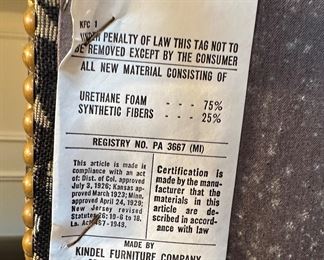 KFC 1
UNDER PENALTY OF LAW THIS TAG NOT TO
BE REMOVED EXCEPT BY THE CONSUMER
ALL NEW MATERIAL CONSISTING OF
URETHANE FOAM - - - 75%
SYNTHETIC FIBERS - - - 25%
REGISTRY NO. PA 3667 (MI)
This article is made in
compliance with an act
of: Dist. of Col. approved
July 3, 1926; Kansas ap-
proved March 1923; Minn.
approved April 24, 1929;
New Jersey revised
Statutes 26:10-6 to 18.
La. Act 467-1948.
Certification is
made by the manu-
facturer that the
materials in this
article are de-
scribed in accord-
ance with law
MADE BY
KINDEL FURNITURE COMPANY